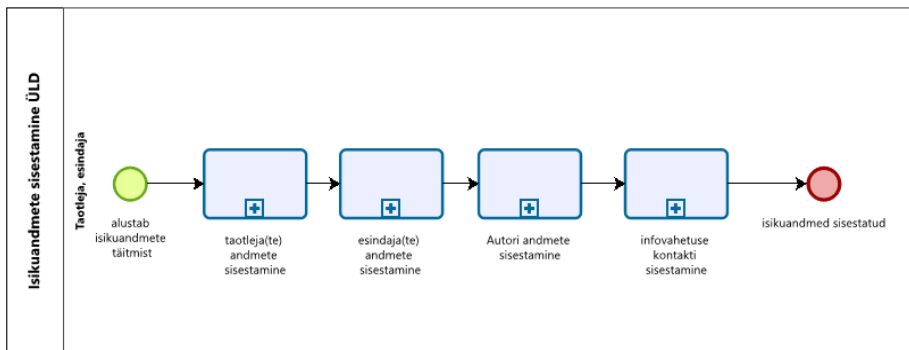 Isikuandmete sisestamine ÜLD
Taotleja, esindaja
alustab
isikuandmete
täitmist
taotleja(te)
andmete
sisestamine
esindaja(te)
andmete
sisestamine
Autori andmete
sisestamine
infovahetuse
kontakti
sisestamine
isikuandmed sisestatud